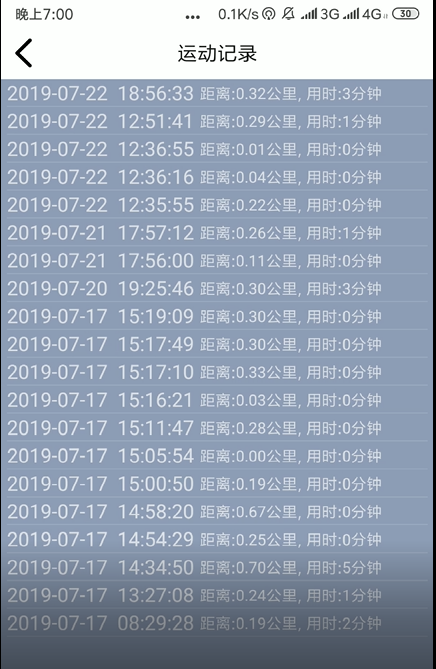 晚上7:00 ... 0.1K/s 3G 4G 30
运动记录
2019-07-22 18:56:33 距离:0.32公里, 用时:3分钟
2019-07-22 12:51:41 距离:0.29公里, 用时:1分钟
2019-07-22 12:36:55 距离:0.01公里, 用时:0分钟
2019-07-22 12:36:16 距离:0.04公里, 用时:0分钟
2019-07-22 12:35:55 距离:0.22公里, 用时:0分钟
2019-07-21 17:57:12 距离:0.26公里, 用时:1分钟
2019-07-21 17:56:00 距离:0.11公里, 用时:0分钟
2019-07-20 19:25:46 距离:0.30公里, 用时:3分钟
2019-07-17 15:19:09 距离:0.30公里, 用时:0分钟
2019-07-17 15:17:49 距离:0.30公里, 用时:0分钟
2019-07-17 15:17:10 距离:0.33公里, 用时:0分钟
2019-07-17 15:16:21 距离:0.03公里, 用时:0分钟
2019-07-17 15:11:47 距离:0.28公里, 用时:0分钟
2019-07-17 15:05:54 距离:0.00公里, 用时:0分钟
2019-07-17 15:00:50 距离:0.19公里, 用时:0分钟
2019-07-17 14:58:20 距离:0.67公里, 用时:0分钟
2019-07-17 14:54:29 距离:0.25公里, 用时:0分钟
2019-07-17 14:34:50 距离:0.70公里, 用时:5分钟
2019-07-17 13:27:08 距离:0.24公里, 用时:1分钟
2019-07-17 08:29:28 距离:0.19公里, 用时:2分钟